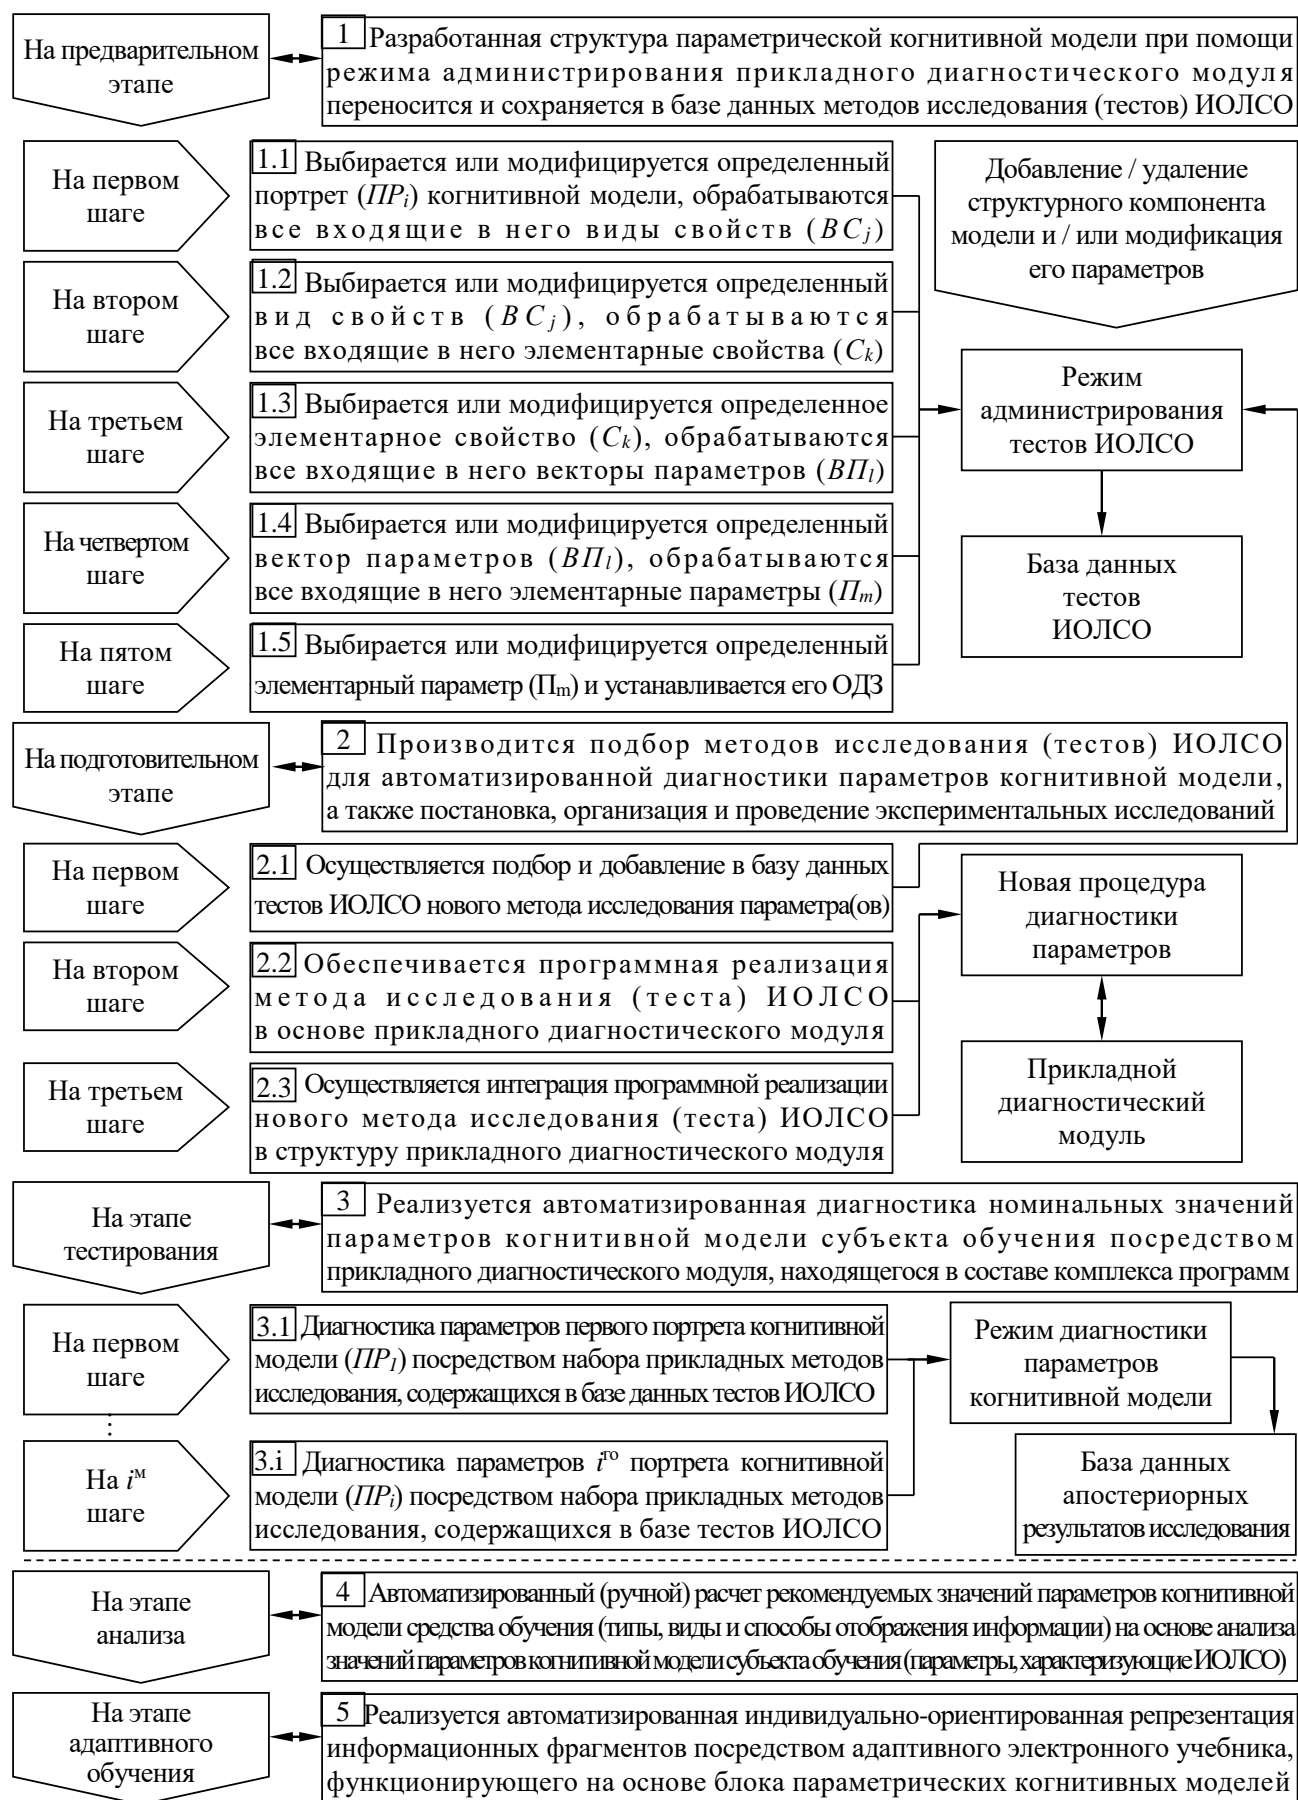 На предварительном
этапе
1 Разработанная структура параметрической когнитивной модели при помощи
режима администрирования прикладного диагностического модуля
переносится и сохраняется в базе данных методов исследования (тестов) ИОЛСО
На первом
шаге
1.1 Выбирается или модифицируется определенный
портрет (ПРi) когнитивной модели, обрабатываются
все входящие в него виды свойств (ВСj)
Добавление / удаление
структурного компонента
модели и / или модификация
его параметров
На втором
шаге
1.2 Выбирается или модифицируется определенный
вид свойств (ВСj), обрабатываются
все входящие в него элементарные свойства (Сk)
На третьем
шаге
1.3 Выбирается или модифицируется определенное
элементарное свойство (Сk), обрабатываются
все входящие в него векторы параметров (ВПl)
Режим
администрирования
тестов ИОЛСО
На четвертом
шаге
1.4 Выбирается или модифицируется определенный
вектор параметров (ВПl), обрабатываются
все входящие в него элементарные параметры (Пm)
База данных
тестов
ИОЛСО
На пятом
шаге
1.5 Выбирается или модифицируется определенный
элементарный параметр (Пm) и устанавливается его ОДЗ
На подготовительном
этапе
2 Производится подбор методов исследования (тестов) ИОЛСО
для автоматизированной диагностики параметров когнитивной модели,
а также постановка, организация и проведение экспериментальных исследований
На первом
шаге
2.1 Осуществляется подбор и добавление в базу данных
тестов ИОЛСО нового метода исследования параметра(ов)
Новая процедура
диагностики
параметров
На втором
шаге
2.2 Обеспечивается программная реализация
метода исследования (теста) ИОЛСО
в основе прикладного диагностического модуля
На третьем
шаге
2.3 Осуществляется интеграция программной реализации
нового метода исследования (теста) ИОЛСО
в структуру прикладного диагностического модуля
Прикладной
диагностический
модуль
На этапе
тестирования
3 Реализуется автоматизированная диагностика номинальных значений
параметров когнитивной модели субъекта обучения посредством
прикладного диагностического модуля, находящегося в составе комплекса программ
На первом
шаге
3.1 Диагностика параметров первого портрета когнитивной
модели (ПР1) посредством набора прикладных методов
исследования, содержащихся в базе данных тестов ИОЛСО
Режим диагностики
параметров
когнитивной модели
⋮
На iм
шаге
3.i Диагностика параметров iго портрета когнитивной
модели (ПРi) посредством набора прикладных методов
исследования, содержащихся в базе тестов ИОЛСО
База данных
апостериорных
результатов исследования
На этапе
анализа
4 Автоматизированный (ручной) расчет рекомендуемых значений параметров когнитивной
модели средства обучения (типы, виды и способы отображения информации) на основе анализа
значений параметров когнитивной модели субъекта обучения (параметры, характеризующие ИОЛСО)
На этапе
адаптивного
обучения
5 Реализуется автоматизированная индивидуально-ориентированная репрезентация
информационных фрагментов посредством адаптивного электронного учебника,
функционирующего на основе блока параметрических когнитивных моделей